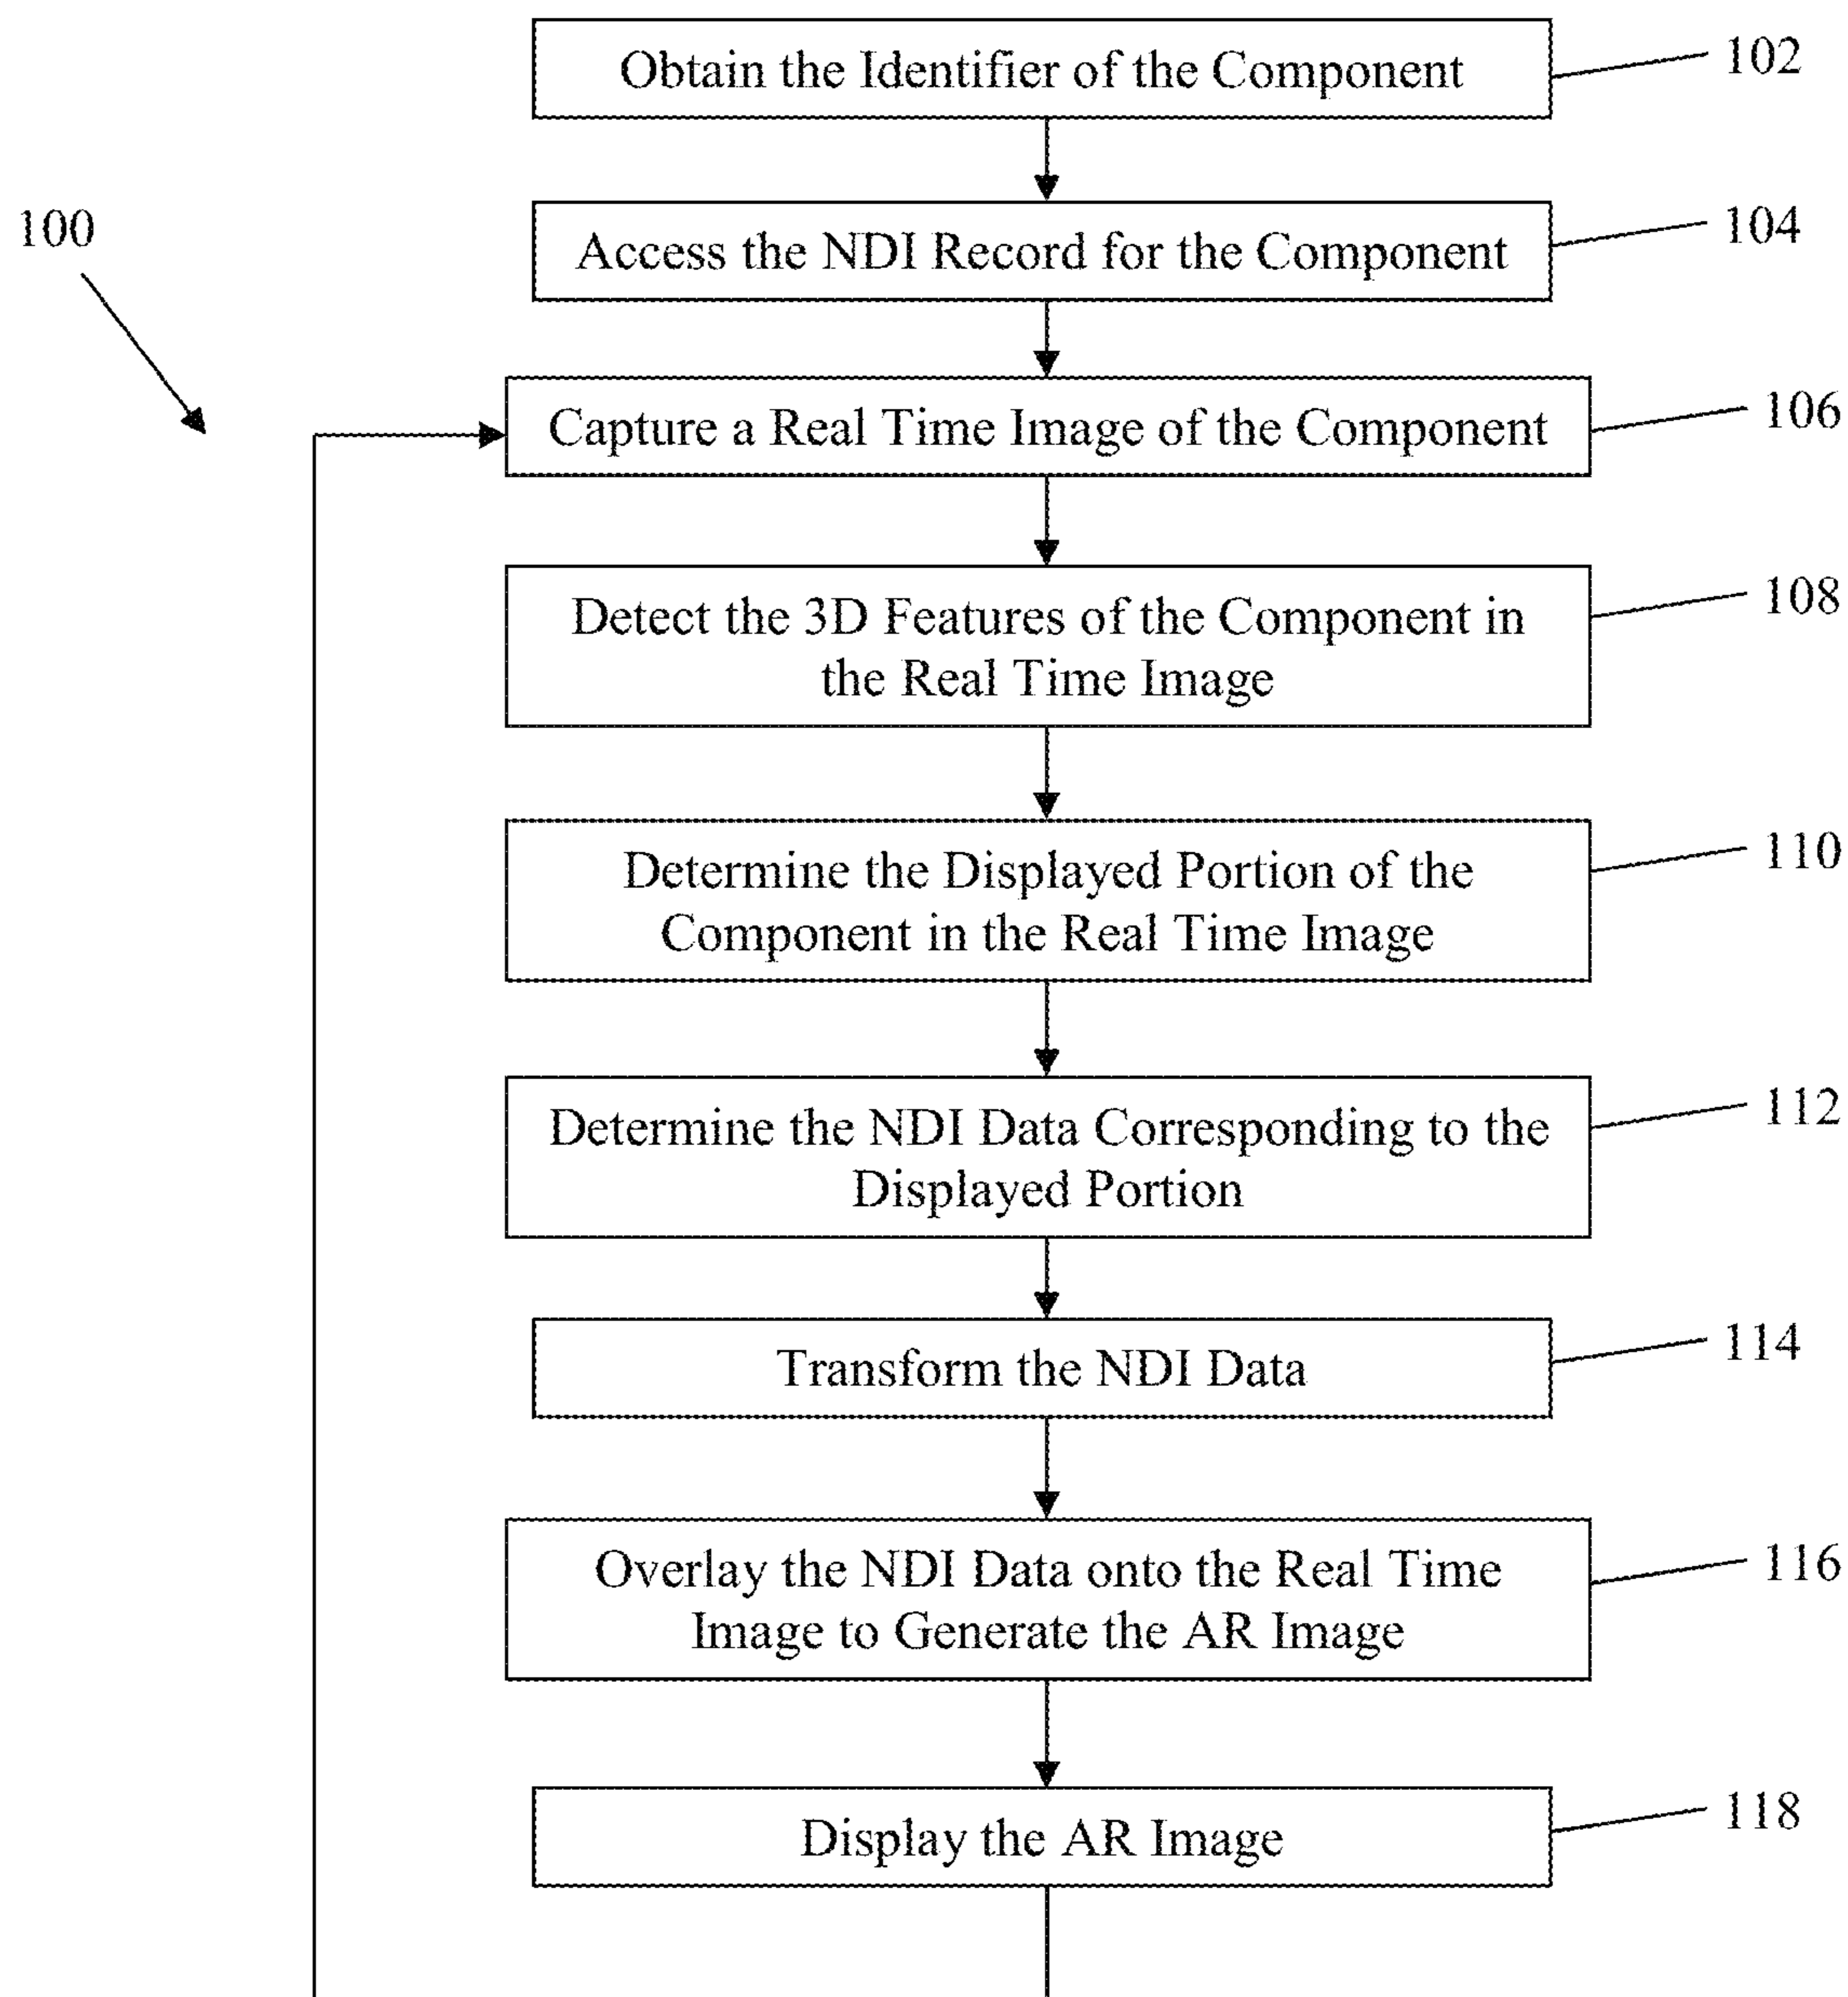 Obtain the Identifier of the Component
102
100
Access the NDI Record for the Component
104
Capture a Real Time Image of the Component
106
Detect the 3D Features of the Component in
the Real Time Image
108
Determine the Displayed Portion of the
Component in the Real Time Image
110
Determine the NDI Data Corresponding to the
Displayed Portion
112
Transform the NDI Data
114
Overlay the NDI Data onto the Real Time
Image to Generate the AR Image
116
Display the AR Image
118